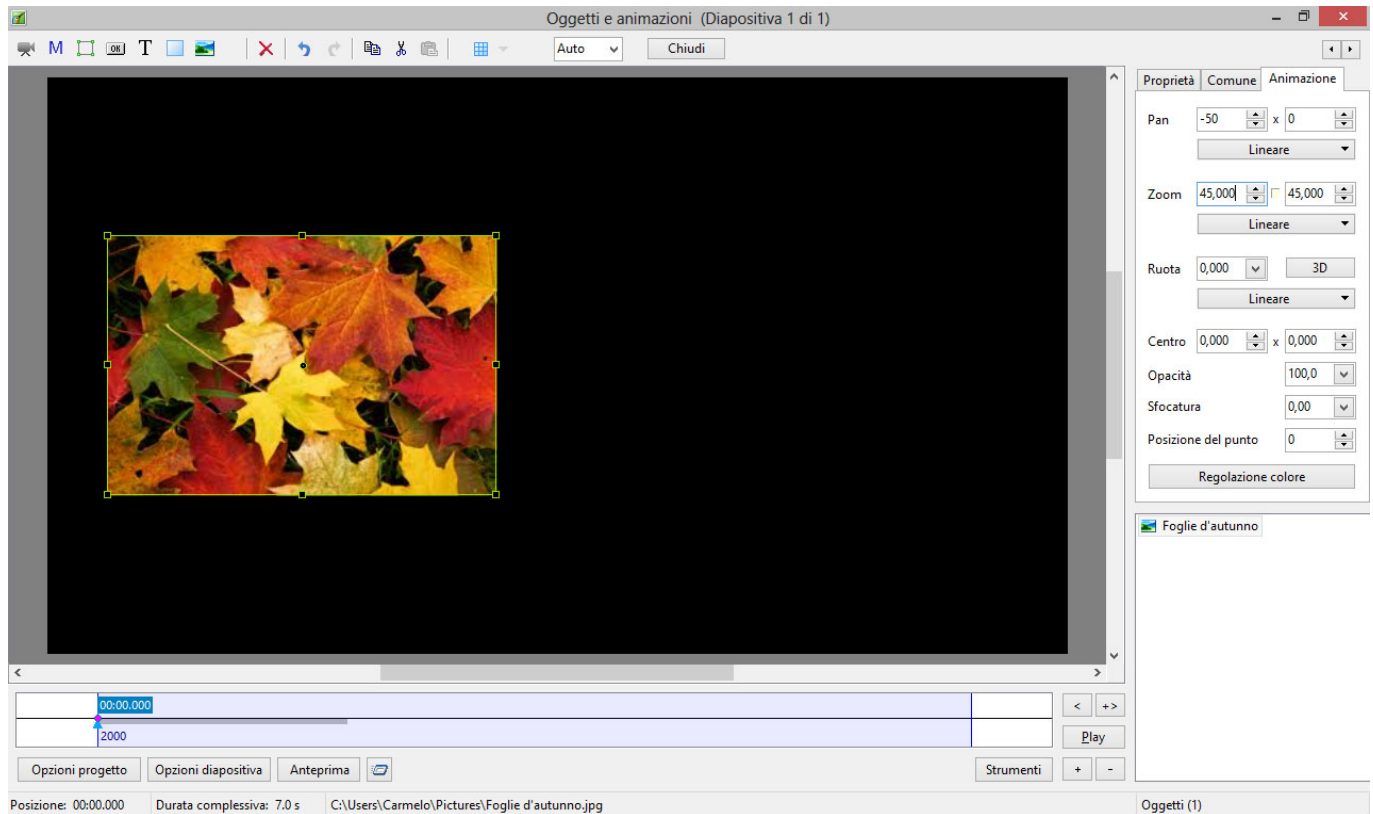 Oggetti e animazioni (Diapositiva 1 di 1)
M OK T Auto Chiudi
Proprietà Comune Animazione
Pan -50 x 0
Lineare
Zoom 45,000 45,000
Lineare
Ruota 0,000 3D
Lineare
Centro 0,000 x 0,000
Opacità 100,0
Sfocatura 0,00
Posizione del punto 0
Regolazione colore
Foglie d'autunno
00:00.000 < +>
2000 Play
Opzioni progetto Opzioni diapositiva Anteprima Strumenti + -
Posizione: 00:00.000 Durata complessiva: 7.0 s C:\Users\Carmelo\Pictures\Foglie d'autunno.jpg Oggetti (1)